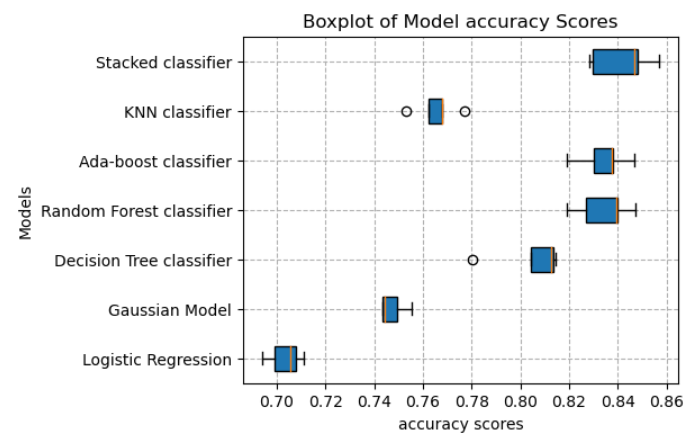 Boxplot of Model accuracy Scores
Stacked classifier
KNN classifier
Ada-boost classifier
Random Forest classifier
Decision Tree classifier
Gaussian Model
Logistic Regression
Models
0.70 0.72 0.74 0.76 0.78 0.80 0.82 0.84 0.86
accuracy scores